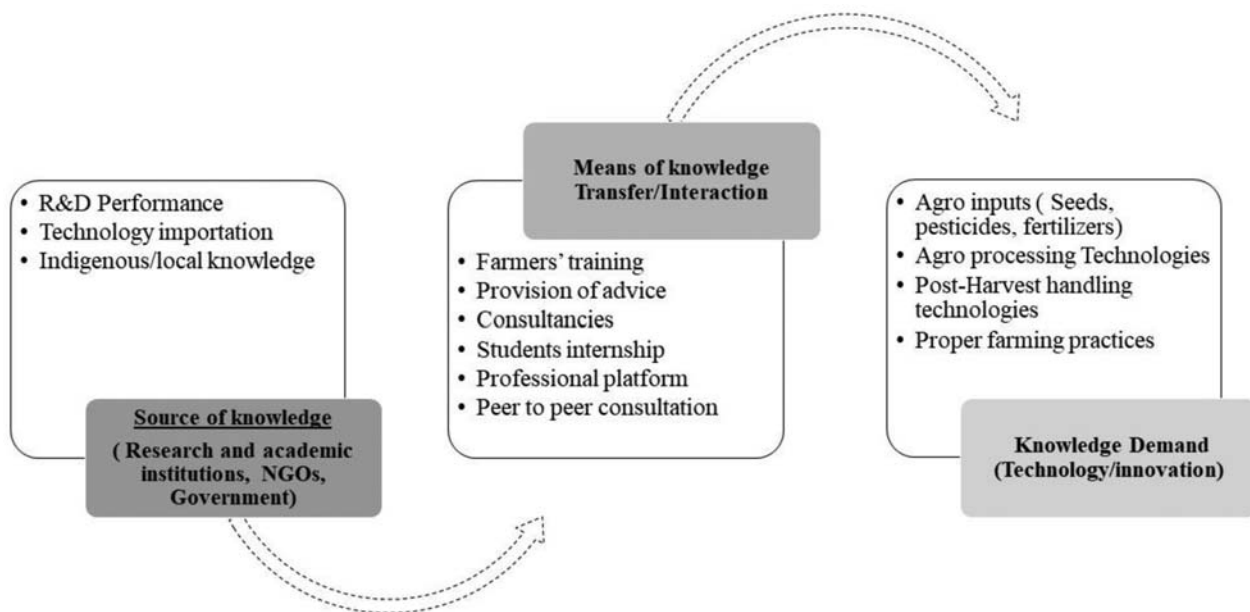 • R&D Performance
• Technology importation
• Indigenous/local knowledge
Source of knowledge
( Research and academic
institutions, NGOs,
Government)
Means of knowledge
Transfer/Interaction
• Farmers’ training
• Provision of advice
• Consultancies
• Students internship
• Professional platform
• Peer to peer consultation
• Agro inputs ( Seeds,
pesticides, fertilizers)
• Agro processing Technologies
• Post-Harvest handling
technologies
• Proper farming practices
Knowledge Demand
(Technology/innovation)